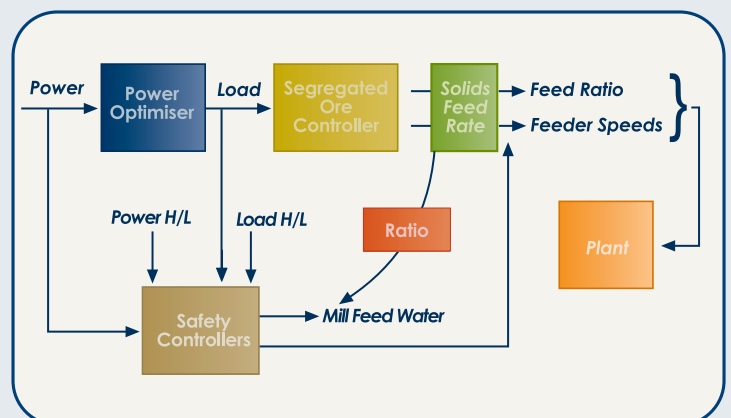 Power
Power
Optimiser
Load
Segregated
Ore
Controller
Solids
Feed
Rate
Feed Ratio
Feeder Speeds
}
Power H/L
Load H/L
Ratio
Plant
Safety
Controllers
Mill Feed Water